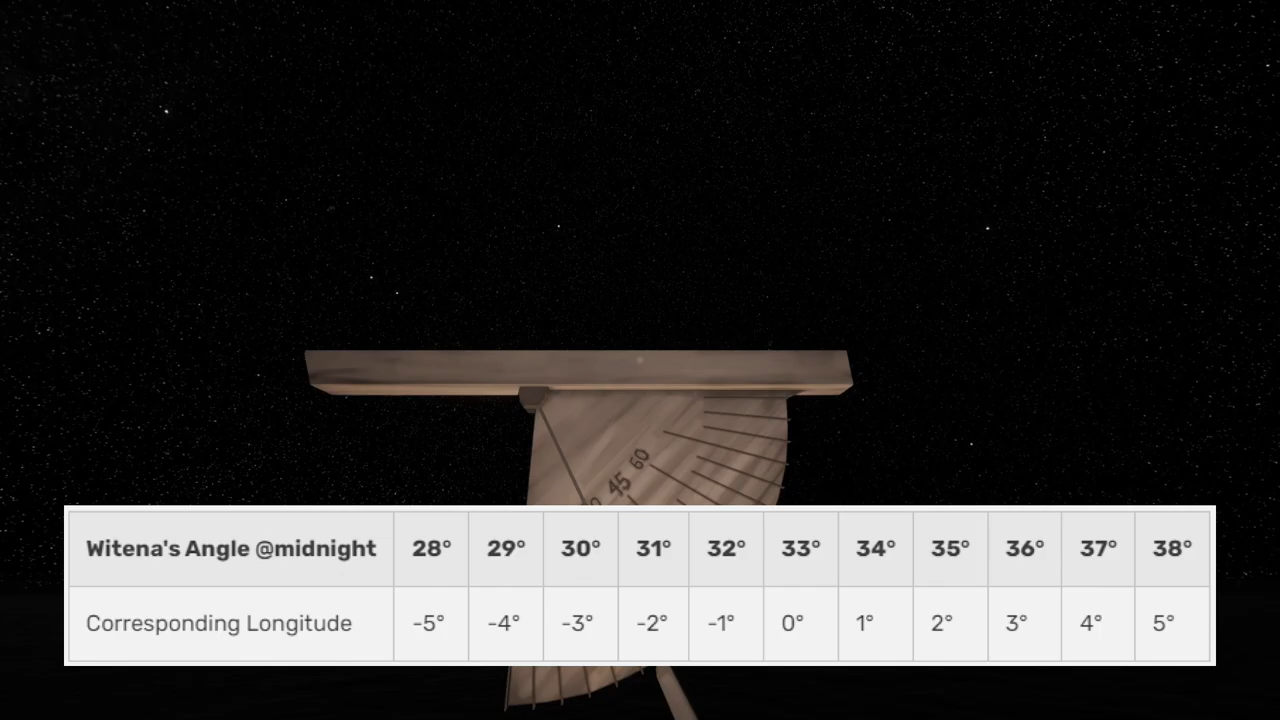 60
45
Witena's Angle @midnight 28° 29° 30° 31° 32° 33° 34° 35° 36° 37° 38°
Corresponding Longitude -5° -4° -3° -2° -1° 0° 1° 2° 3° 4° 5°